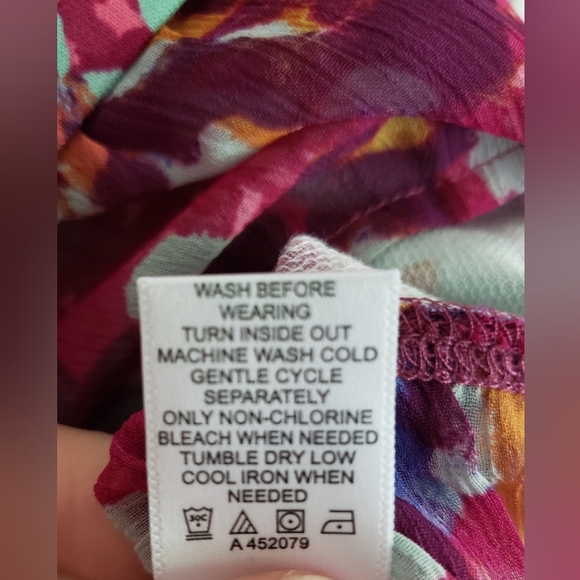 WASH BEFORE
WEARING
TURN INSIDE OUT
MACHINE WASH COLD
GENTLE CYCLE
SEPARATELY
ONLY NON-CHLORINE
BLEACH WHEN NEEDED
TUMBLE DRY LOW
COOL IRON WHEN
NEEDED
30C
A 452079